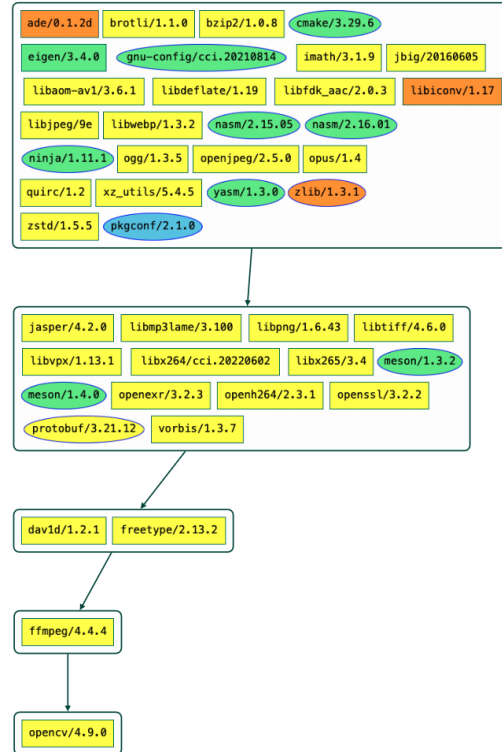 ade/0.1.2d brotli/1.1.0 bzip2/1.0.8 cmake/3.29.6
eigen/3.4.0 gnu-config/cci.20210814 imath/3.1.9 jbig/20160605
libaom-av1/3.6.1 libdeflate/1.19 libfdk_aac/2.0.3 libiconv/1.17
libjpeg/9e libwebp/1.3.2 nasm/2.15.05 nasm/2.16.01
ninja/1.11.1 ogg/1.3.5 openjpeg/2.5.0 opus/1.4
quirc/1.2 xz_utils/5.4.5 yasm/1.3.0 zlib/1.3.1
zstd/1.5.5 pkgconf/2.1.0
jasper/4.2.0 libmp3lame/3.100 libpng/1.6.43 libtiff/4.6.0
libvpx/1.13.1 libx264/cci.20220602 libx265/3.4 meson/1.3.2
meson/1.4.0 openexr/3.2.3 openh264/2.3.1 openssl/3.2.2
protobuf/3.21.12 vorbis/1.3.7
dav1d/1.2.1 freetype/2.13.2
ffmpeg/4.4.4
opencv/4.9.0